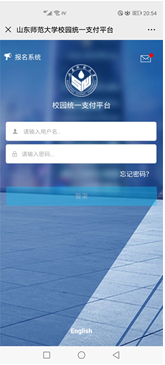 20:54
山东师范大学校园统一支付平台
报名系统
校园统一支付平台
请输入用户名.
请输入密码...
忘记密码?
登录
English